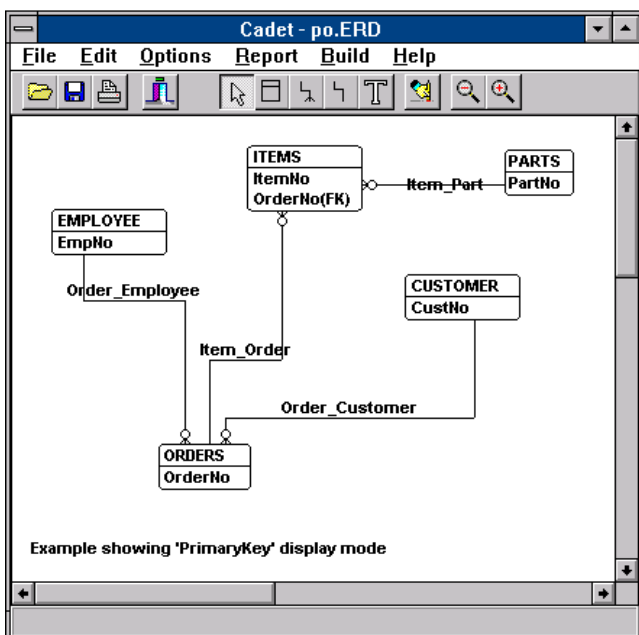 Cadet - po.ERD
File Edit Options Report Build Help
T
ITEMS
ItemNo
OrderNo(FK)
PARTS
PartNo
Item_Part
EMPLOYEE
EmpNo
Order_Employee
CUSTOMER
CustNo
Item_Order
Order_Customer
ORDERS
OrderNo
Example showing 'PrimaryKey' display mode